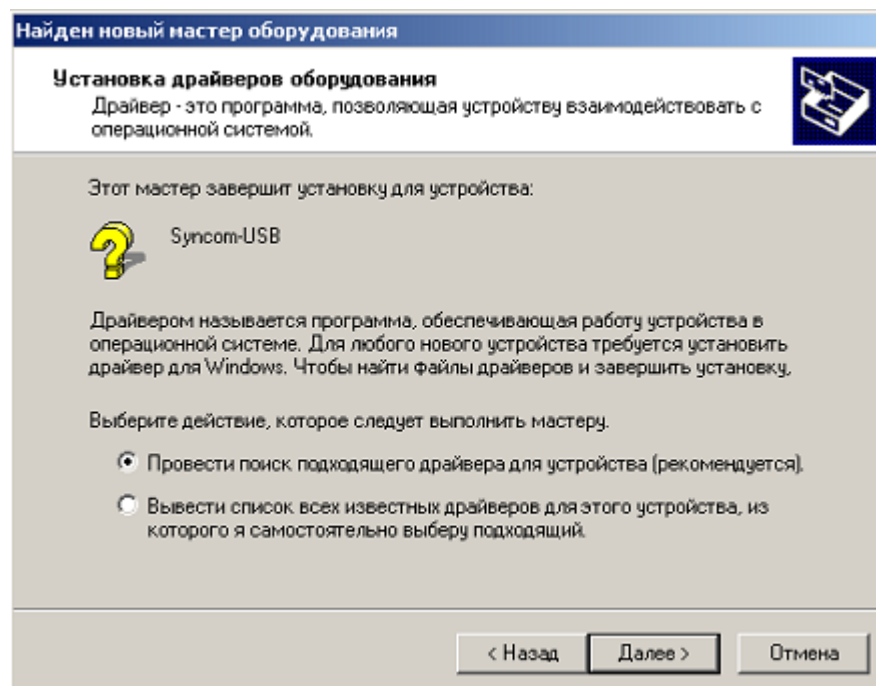 Найден новый мастер оборудования
Установка драйверов оборудования
Драйвер - это программа, позволяющая устройству взаимодействовать с
операционной системой.
Этот мастер завершит установку для устройства:
Syncom-USB
Драйвером называется программа, обеспечивающая работу устройства в
операционной системе. Для любого нового устройства требуется установить
драйвер для Windows. Чтобы найти файлы драйверов и завершить установку,
Выберите действие, которое следует выполнить мастеру.
Провести поиск подходящего драйвера для устройства (рекомендуется).
Вывести список всех известных драйверов для этого устройства, из
которого я самостоятельно выберу подходящий.
< Назад
Далее >
Отмена